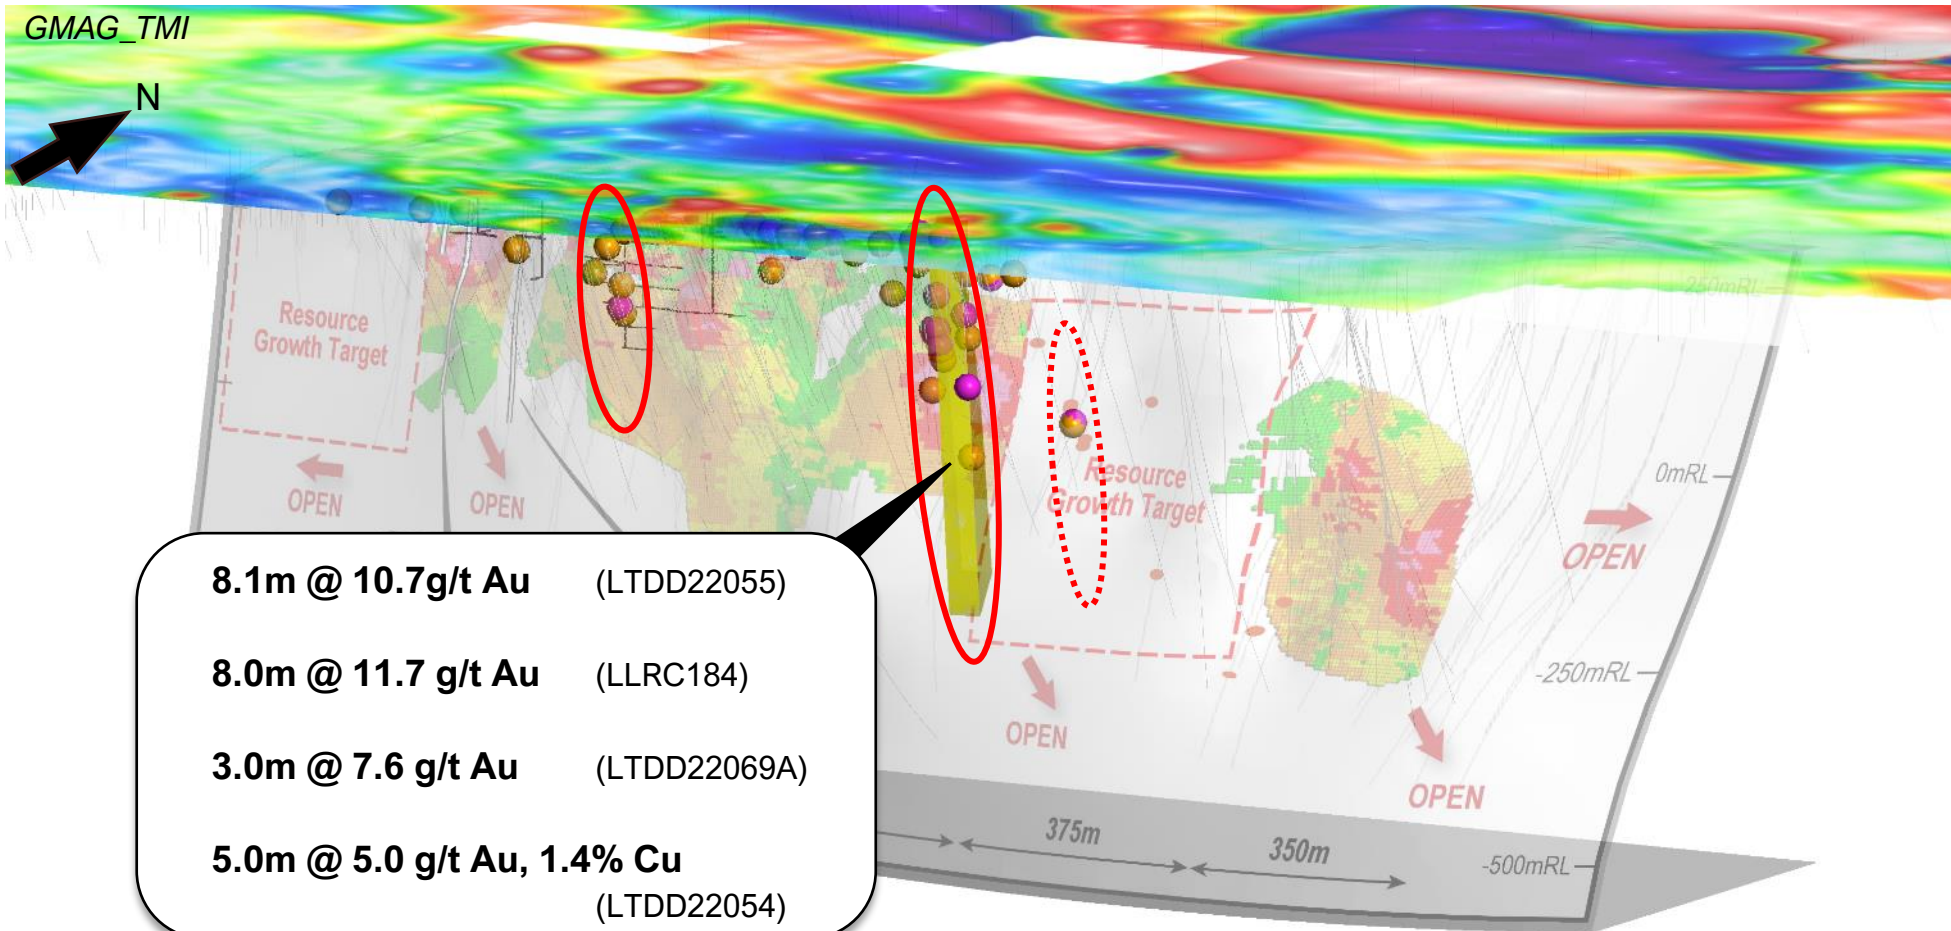 GMAG_TMI
N
250mRL
Resource
Growth Target
OPEN
OPEN
Resource
Growth Target
0mRL
OPEN
-250mRL
OPEN
OPEN
8.1m @ 10.7g/t Au (LTDD22055)
8.0m @ 11.7 g/t Au (LLRC184)
3.0m @ 7.6 g/t Au (LTDD22069A)
5.0m @ 5.0 g/t Au, 1.4% Cu
(LTDD22054)
375m
350m
-500mRL